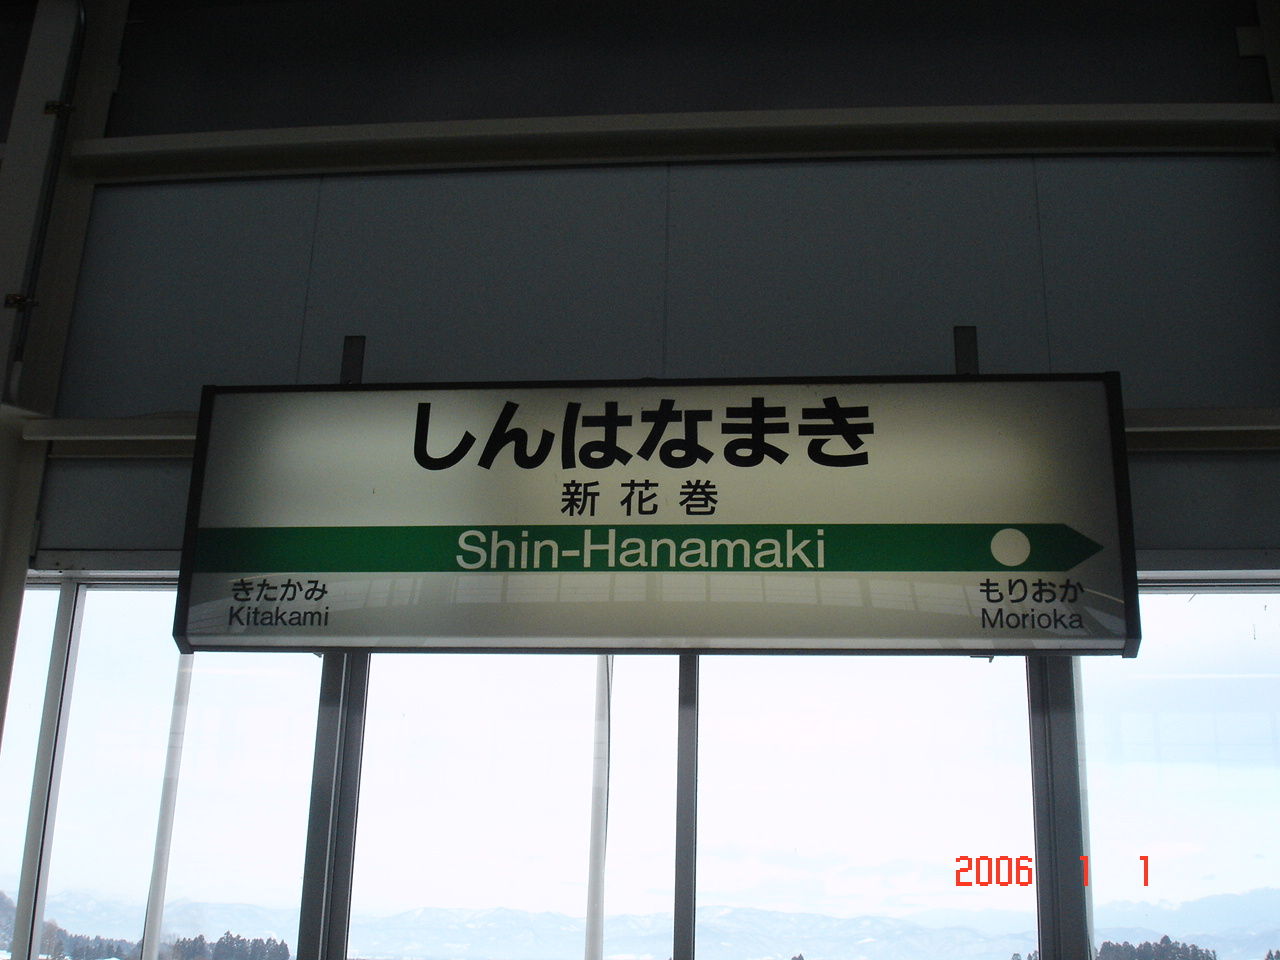 しんはなまき
新花巻
Shin-Hanamaki
きたかみ
Kitakami
もりおか
Morioka
2006 1 1